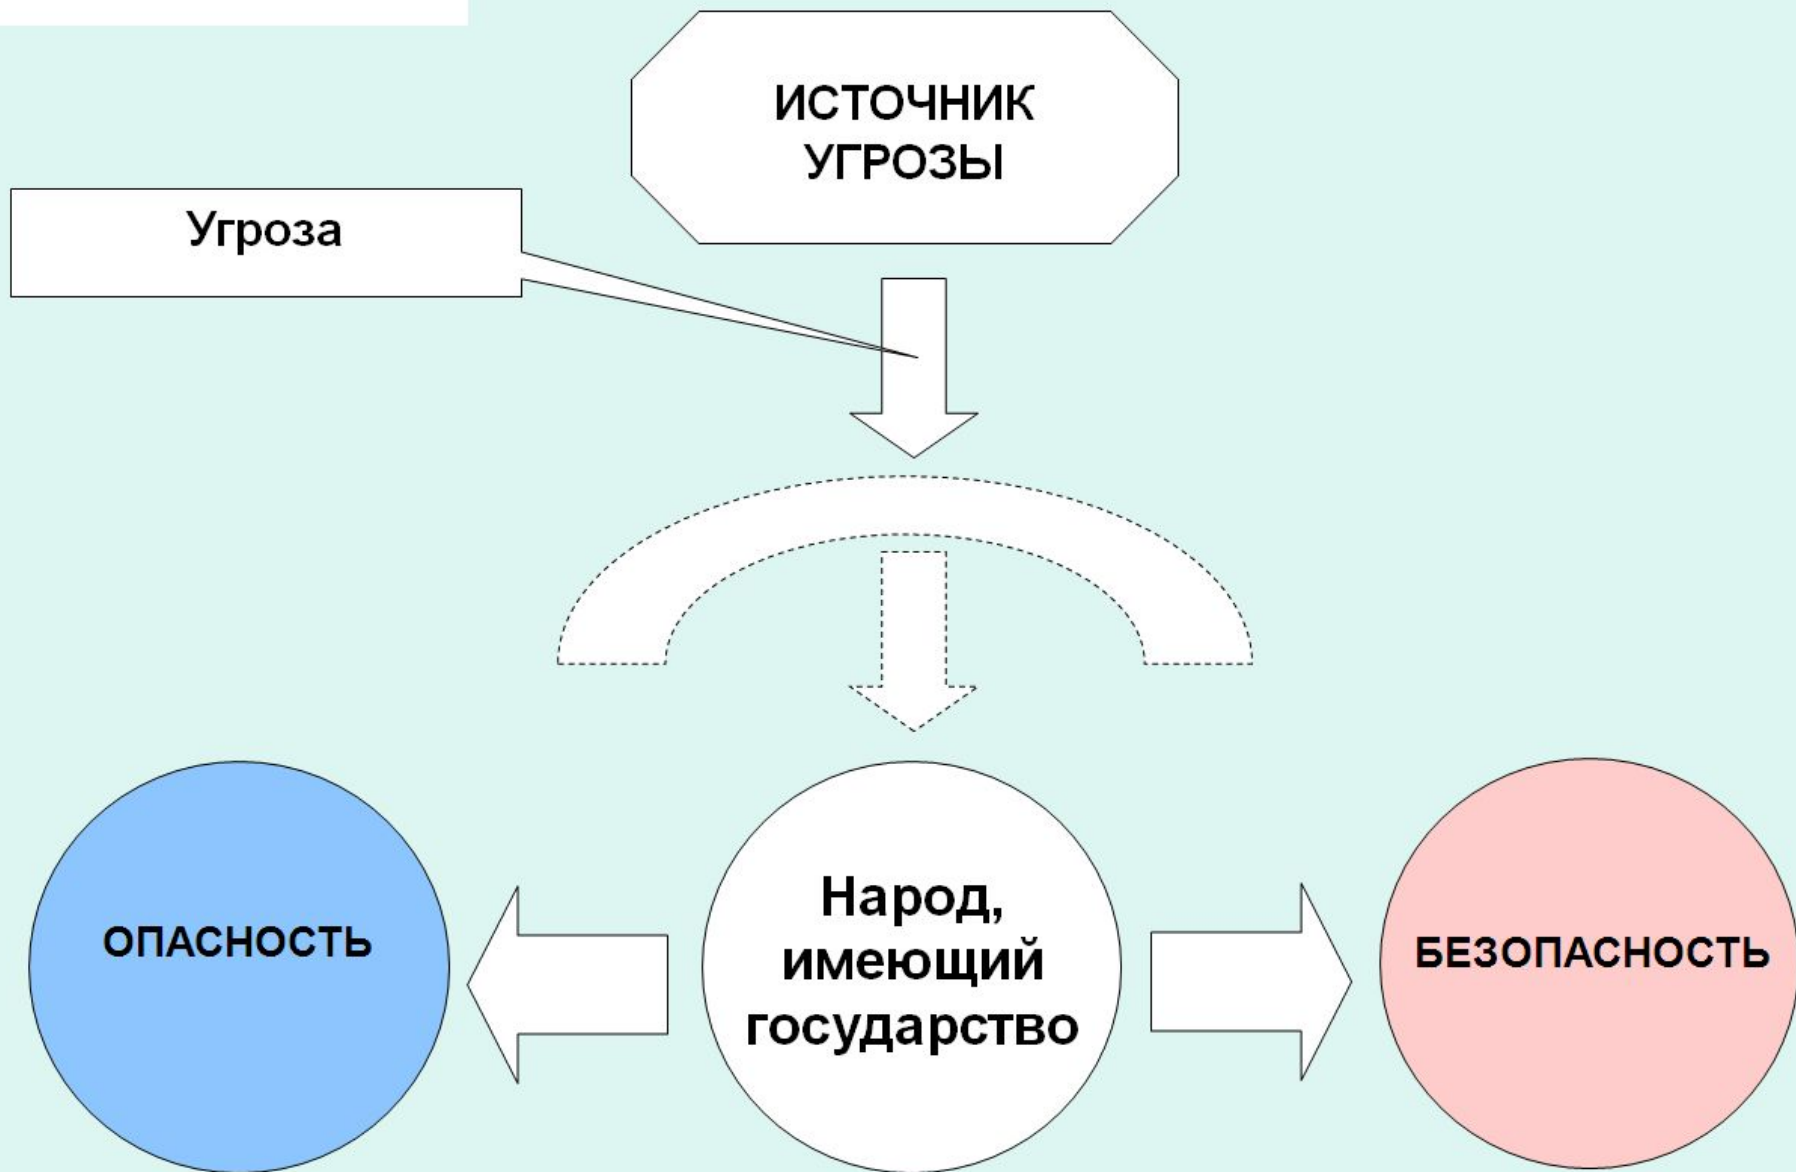 ИСТОЧНИК
УГРОЗЫ
Угроза
ОПАСНОСТЬ
Народ,
имеющий
государство
БЕЗОПАСНОСТЬ